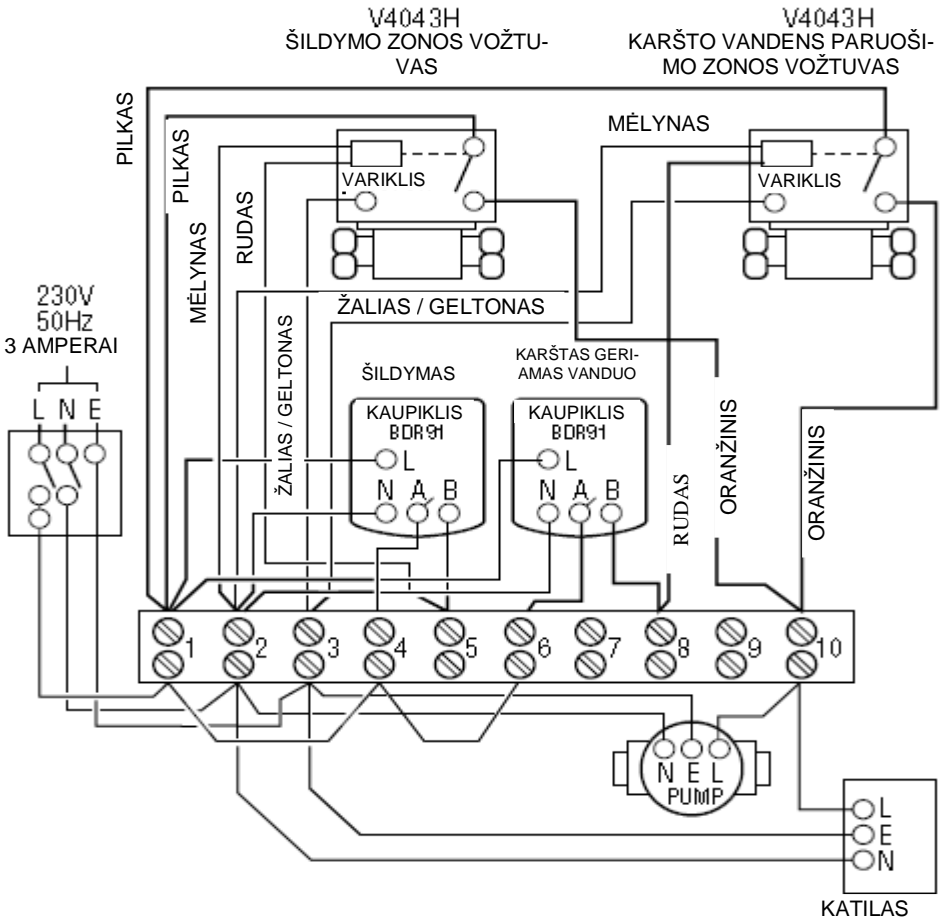 V4043H
ŠILDYMO ZONOS VOŽTU-
VAS
V4043H
KARŠTO VANDENS PARUOŠI-
MO ZONOS VOŽTUVAS
PILKAS
PILKAS
MĖLYNAS
RUDAS
VARIKLIS
MĖLYNAS
VARIKLIS
230V
50Hz
3 AMPERAI
L N E
ŽALIAS / GELTONAS
ŽALIAS / GELTONAS
ŠILDYMAS
KAUPIKLIS
BDR91
L
N A B
KARŠTAS GERI-
AMAS VANDUO
KAUPIKLIS
BDR91
L
N A B
RUDAS
ORANŽINIS
ORANŽINIS
1 2 3 4 5 6 7 8 9 10
N E L
PUMP
L
E
N
KATILAS